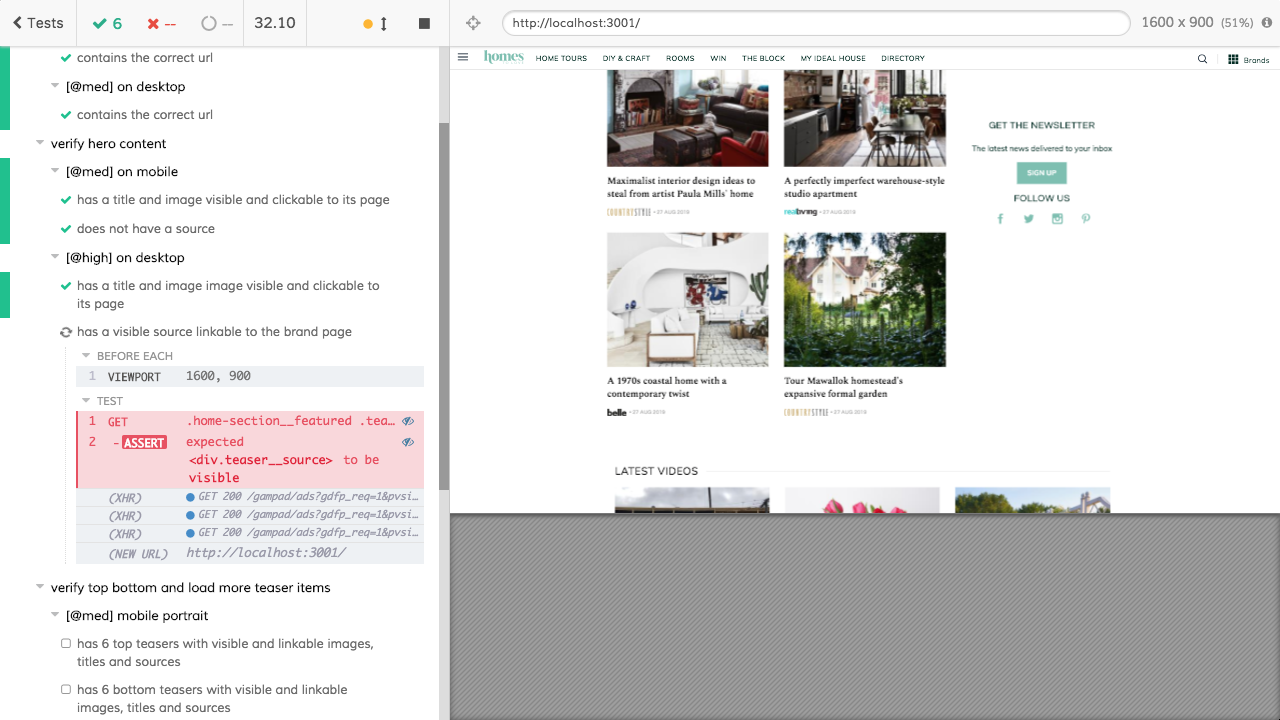 Tests
6
--
--
32.10
http://localhost:3001/
1600 x 900 (51%)
contains the correct url
[@med] on desktop
contains the correct url
verify hero content
[@med] on mobile
has a title and image visible and clickable to its page
does not have a source
[@high] on desktop
has a title and image image visible and clickable to
its page
has a visible source linkable to the brand page
BEFORE EACH
1 VIEWPORT 1600, 900
TEST
1 GET .home-section__featured .tea…
2 - ASSERT expected
<div.teaser__source> to be
visible
(XHR) GET 200 /gampad/ads?gdfp_req=1&pvsi…
(XHR) GET 200 /gampad/ads?gdfp_req=1&pvsi…
(XHR) GET 200 /gampad/ads?gdfp_req=1&pvsi…
(NEW URL) http://localhost:3001/
verify top bottom and load more teaser items
[@med] mobile portrait
has 6 top teasers with visible and linkable images,
titles and sources
has 6 bottom teasers with visible and linkable
images, titles and sources
homes
HOME TOURS DIY & CRAFT ROOMS WIN THE BLOCK MY IDEAL HOUSE DIRECTORY
Brands
Maximalist interior design ideas to
steal from artist Paula Mills' home
COUNTRYSTYLE • 27 AUG 2019
A perfectly imperfect warehouse-style
studio apartment
realliving • 27 AUG 2019
GET THE NEWSLETTER
The latest news delivered to your inbox
SIGN UP
FOLLOW US
A 1970s coastal home with a
contemporary twist
belle • 27 AUG 2019
Tour Mawallok homestead's
expansive formal garden
COUNTRYSTYLE • 27 AUG 2019
LATEST VIDEOS